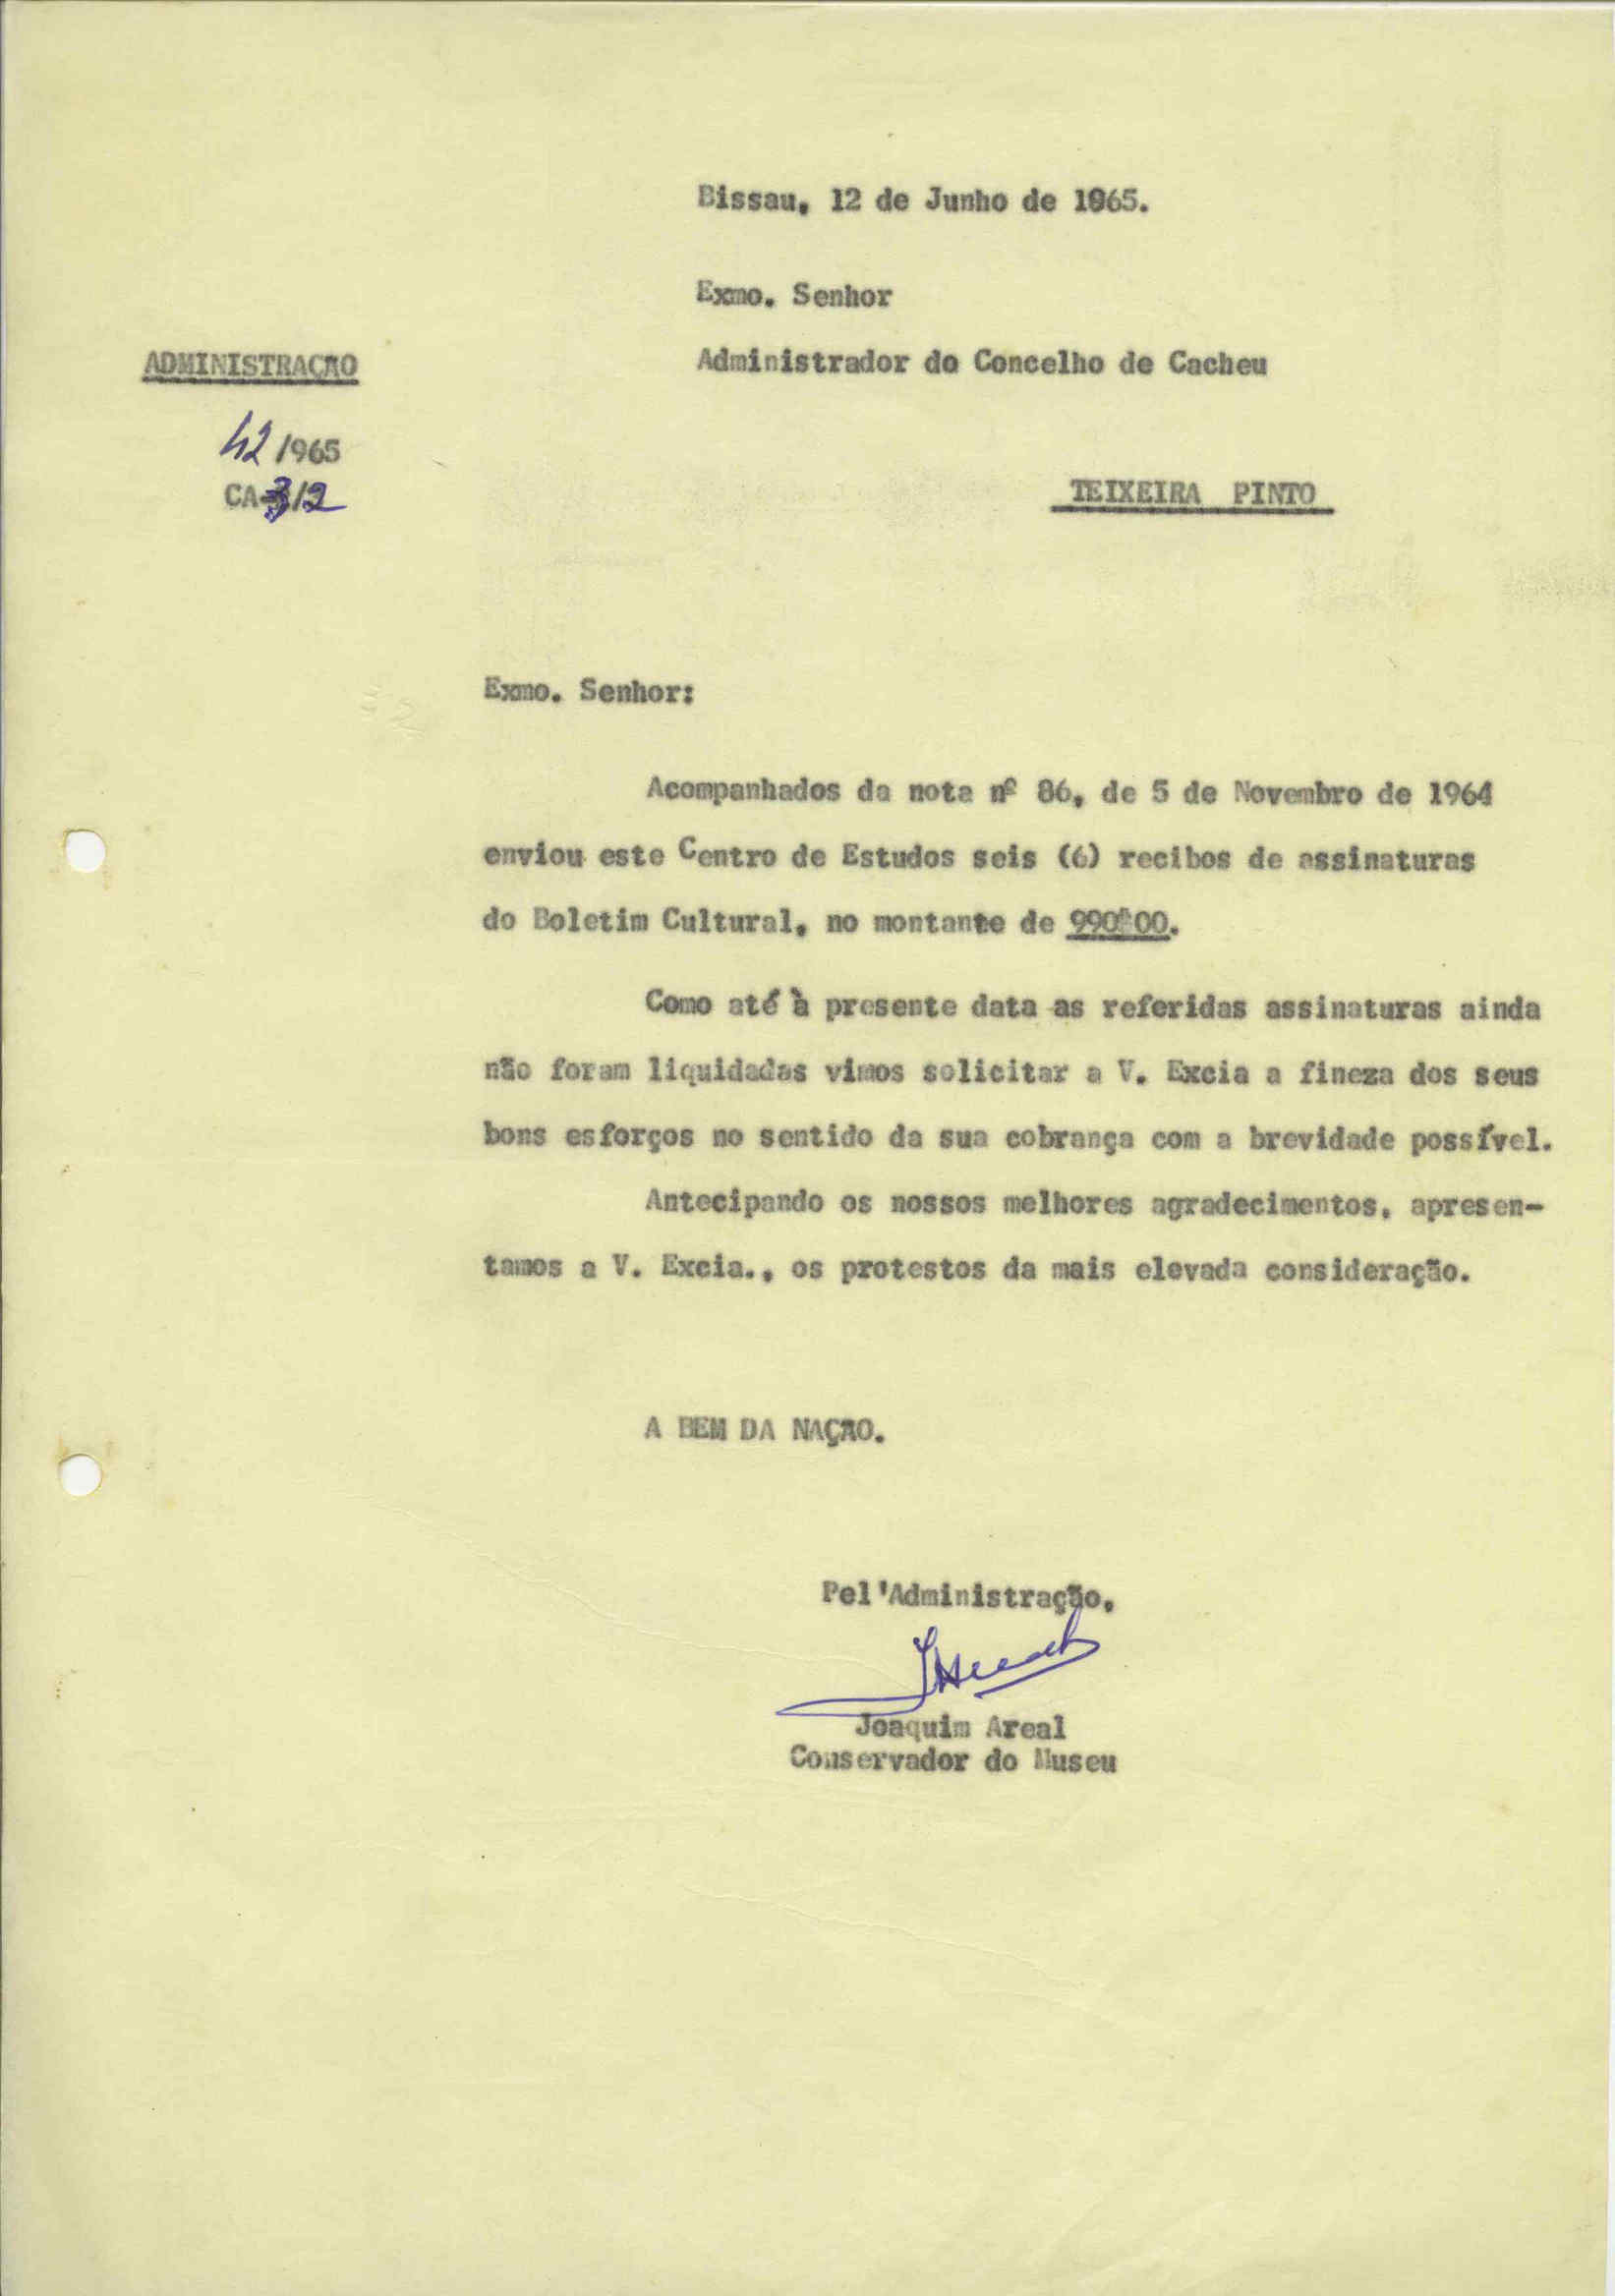 Bissau, 12 de Junho de 1965.
Exmo. Senhor
ADMINISTRAÇÃO
Administrador do Concelho de Cacheu
42/965
CA-3/2
TEIXEIRA PINTO
Exmo. Senhor:
Acompanhados da nota nº 86, de 5 de Novembro de 1964
enviou este Centro de Estudos seis (6) recibos de assinaturas
do Boletim Cultural, no montante de 990$00.
Como até à presente data as referidas assinaturas ainda
não foram liquidadas vimos solicitar a V. Excia a fineza dos seus
bons esforços no sentido da sua cobrança com a brevidade possível.
Antecipando os nossos melhores agradecimentos, apresen-
tamos a V. Excia., os protestos da mais elevada consideração.
A BEM DA NAÇÃO.
Pel'Administração,
Joaquim Areal
Conservador do Museu